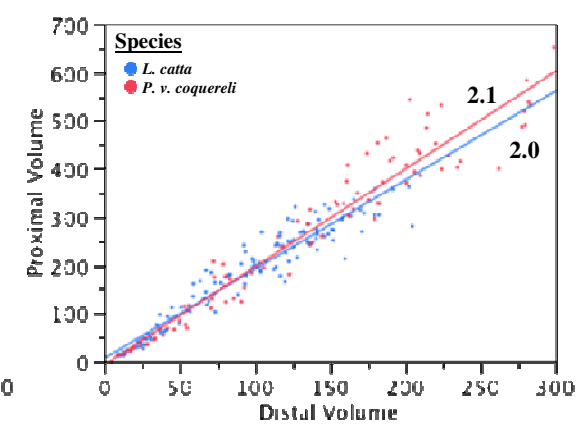 700
Species
L. catta
P. v. coquereli
600
500
400
300
200
100
0
2.1
2.0
Proximal Volume
0
0 50 100 150 200 250 300
Distal Volume